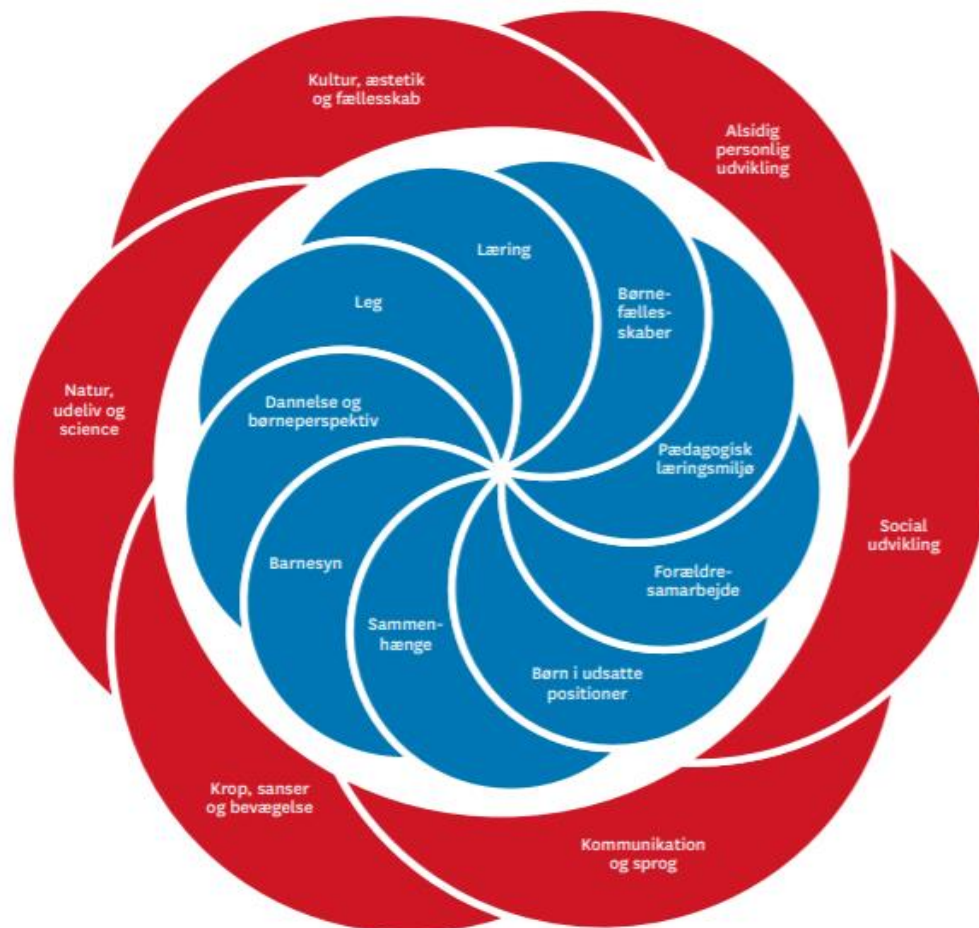 Kultur, æstetik
og fællesskab
Alsidig
personlig
udvikling
Social
udvikling
Kommunikation
og sprog
Krop, sanser
og bevægelse
Natur,
udeliv og
science
Læring
Børne-
fælles-
skaber
Pædagogisk
læringsmiljø
Forældre-
samarbejde
Børn i udsatte
positioner
Sammen-
hænge
Barnesyn
Dannelse og
børneperspektiv
Leg